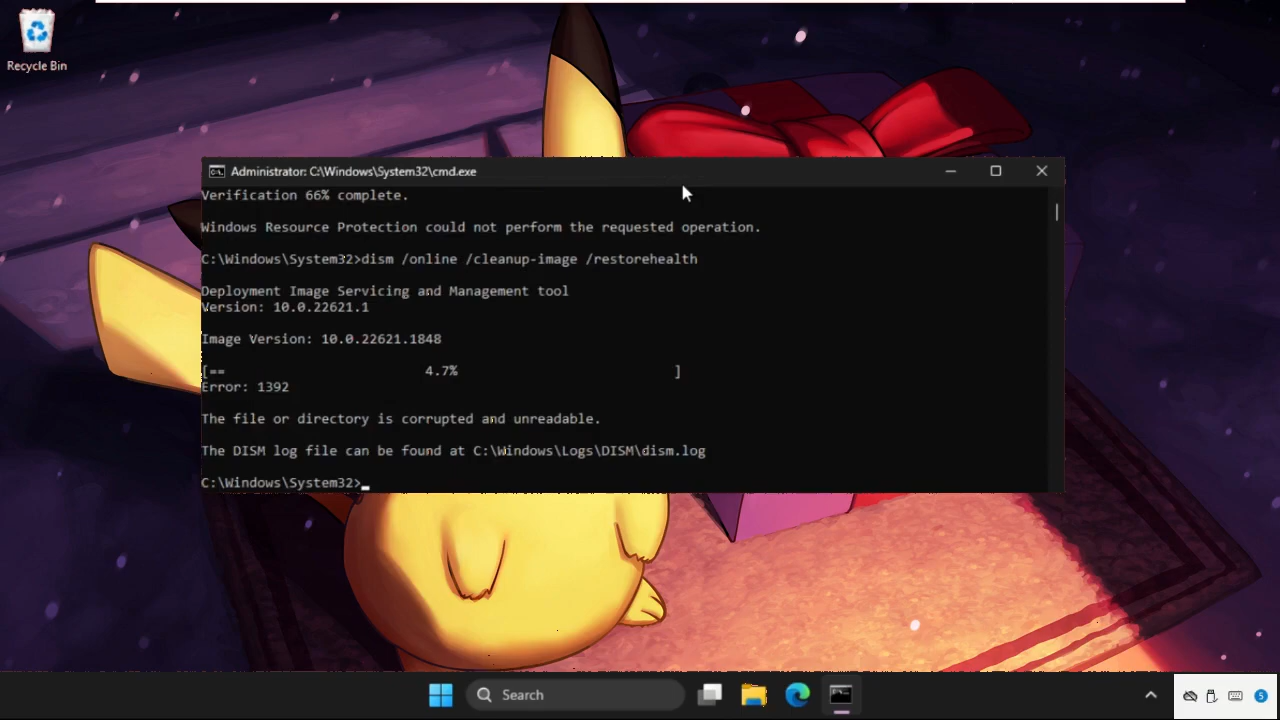 Recycle Bin
Administrator: C:\Windows\System32\cmd.exe
Verification 66% complete.
Windows Resource Protection could not perform the requested operation.
C:\Windows\System32>dism /online /cleanup-image /restorehealth
Deployment Image Servicing and Management tool
Version: 10.0.22621.1
Image Version: 10.0.22621.1848
[== 4.7% ]
Error: 1392
The file or directory is corrupted and unreadable.
The DISM log file can be found at C:\Windows\Logs\DISM\dism.log
C:\Windows\System32>
Search
5